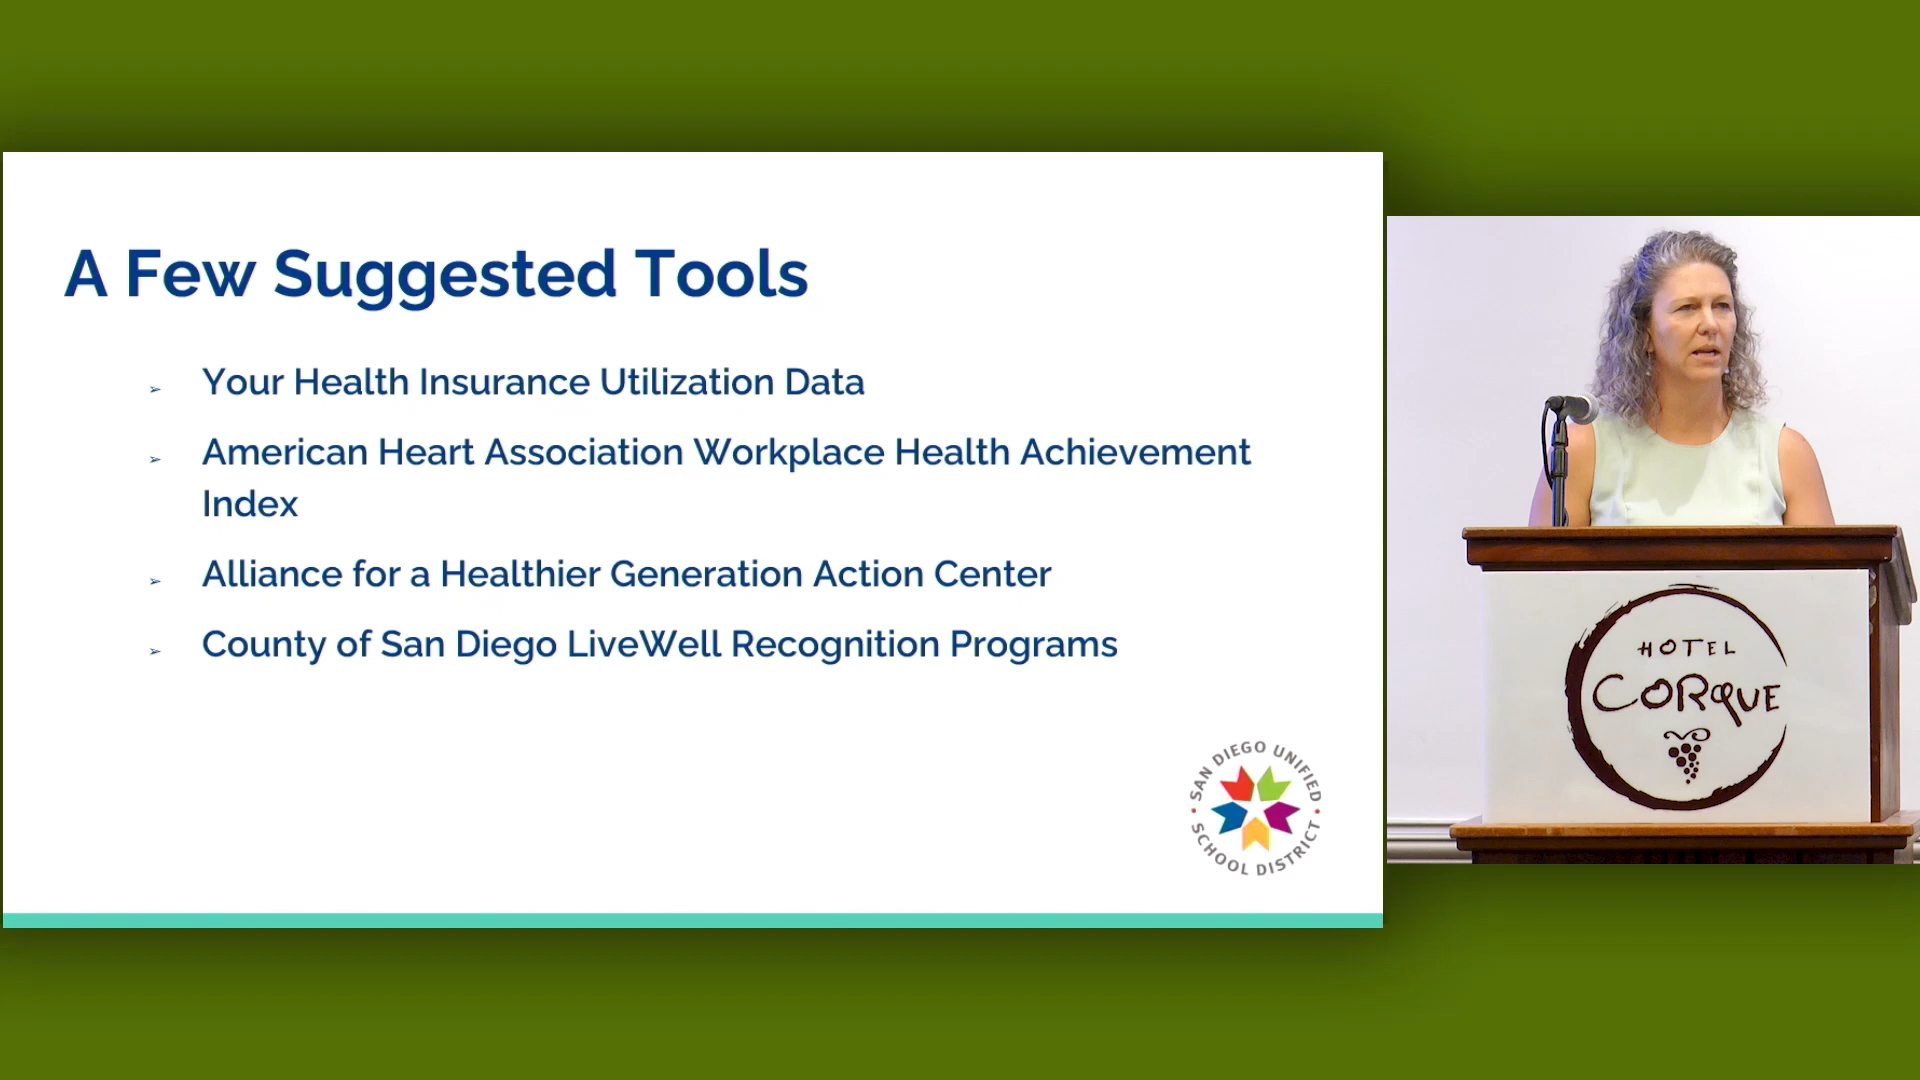 A Few Suggested Tools
➢ Your Health Insurance Utilization Data
➢ American Heart Association Workplace Health Achievement
Index
➢ Alliance for a Healthier Generation Action Center
➢ County of San Diego LiveWell Recognition Programs
SAN DIEGO UNIFIED
SCHOOL DISTRICT
HOTEL
CORQUE